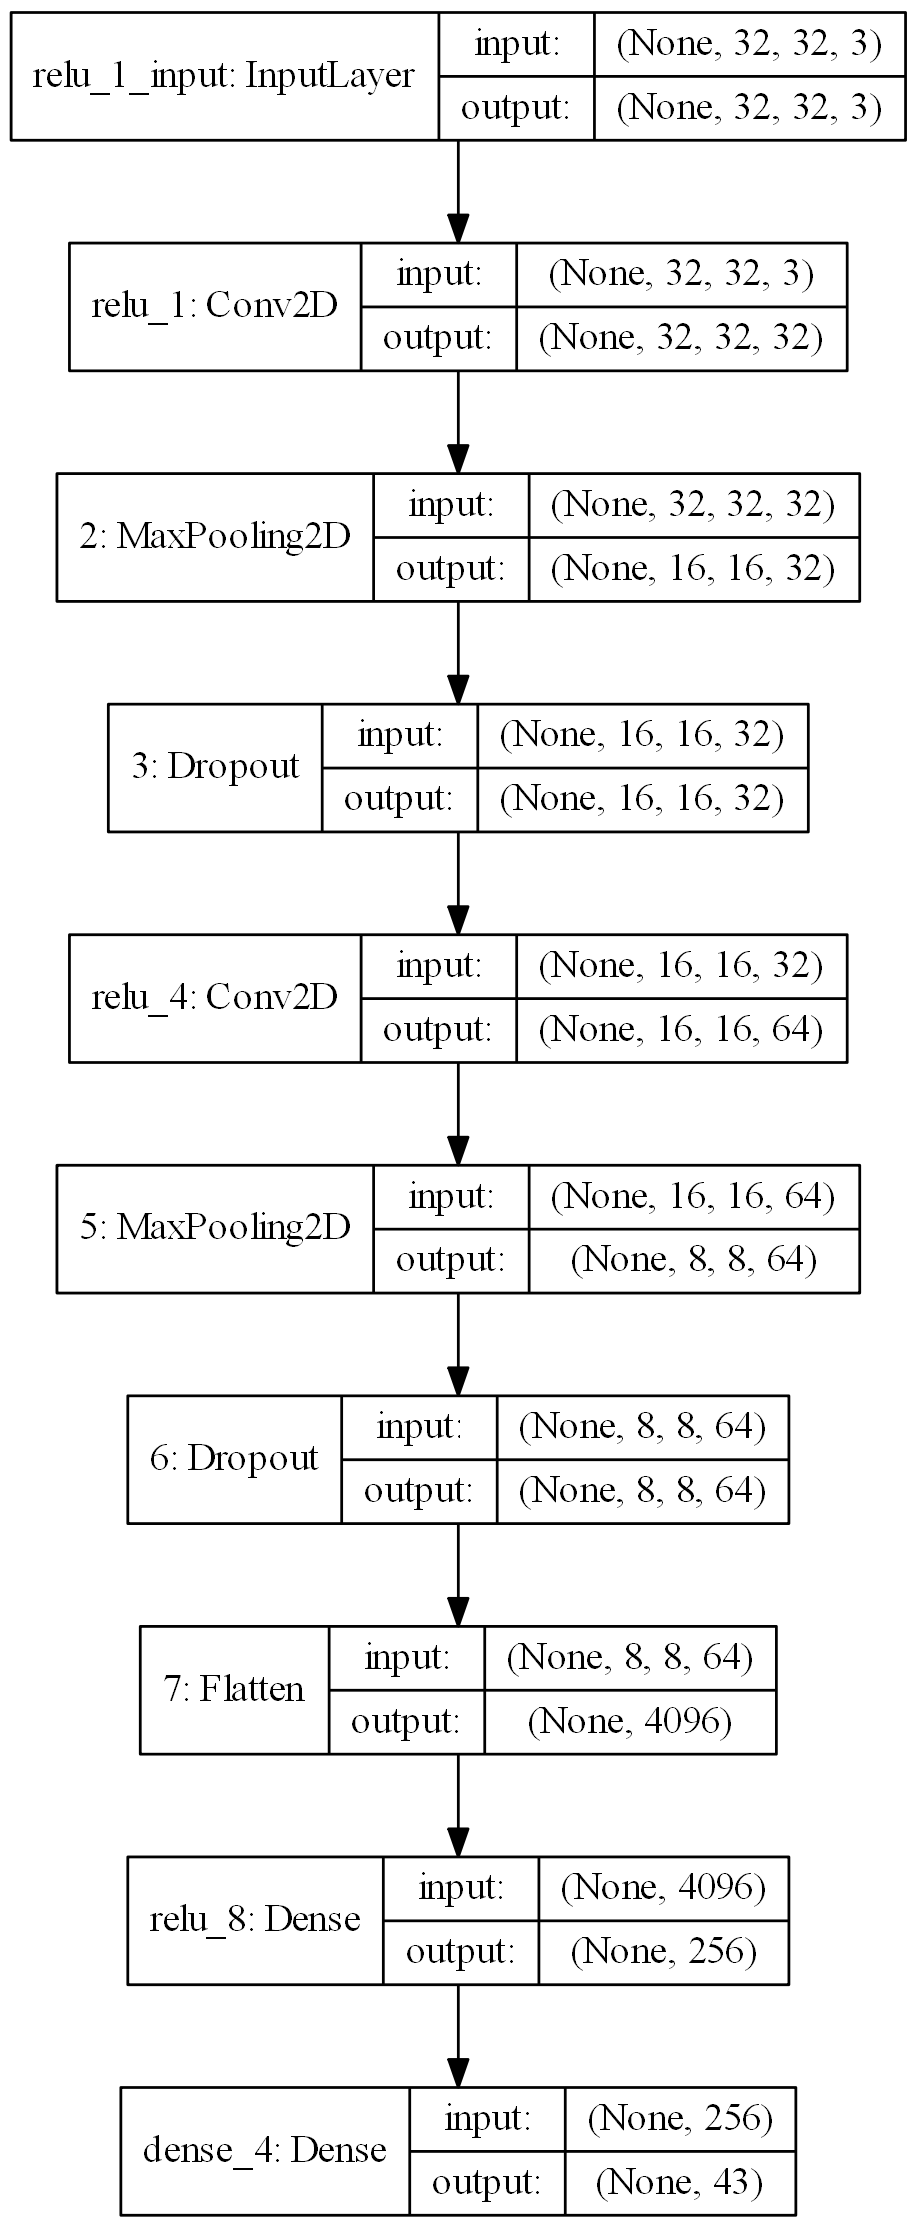 relu_1_input: InputLayer
input:
(None, 32, 32, 3)
output:
(None, 32, 32, 3)
relu_1: Conv2D
input:
(None, 32, 32, 3)
output:
(None, 32, 32, 32)
2: MaxPooling2D
input:
(None, 32, 32, 32)
output:
(None, 16, 16, 32)
3: Dropout
input:
(None, 16, 16, 32)
output:
(None, 16, 16, 32)
relu_4: Conv2D
input:
(None, 16, 16, 32)
output:
(None, 16, 16, 64)
5: MaxPooling2D
input:
(None, 16, 16, 64)
output:
(None, 8, 8, 64)
6: Dropout
input:
(None, 8, 8, 64)
output:
(None, 8, 8, 64)
7: Flatten
input:
(None, 8, 8, 64)
output:
(None, 4096)
relu_8: Dense
input:
(None, 4096)
output:
(None, 256)
dense_4: Dense
input:
(None, 256)
output:
(None, 43)